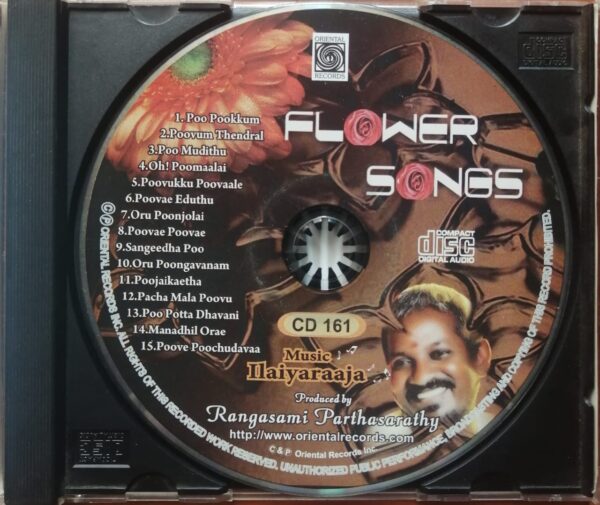 ORIENTAL
RECORDS
FLOWER
SONGS
1. Poo Pookkum
2.Poovum Thendral
3.Poo Mudithu
4.Oh! Poomaalai
5.Poovukku Poovaale
6.Poovae Eduthu
7.Oru Poonjolai
8.Poovae Poovae
9.Sangeedha Poo
10.Oru Poongavanam
11.Poojaikaetha
12.Pacha Mala Poovu
13.Poo Potta Dhavani
14.Manadhil Orae
15.Poove Poochudavaa
COMPACT
disc
DIGITAL AUDIO
CD 161
Music
Ilaiyaraaja
Produced by
Rangasami Parthasarathy
http://www.orientalrecords.com
C & P Oriental Records Inc.
©℗ ORIENTAL RECORDS INC. ALL RIGHTS OF THIS RECORDED WORK RESERVED. UNAUTHORIZED PUBLIC PERFORMANCE, BROADCASTING AND COPYING OF THIS RECORD PROHIBITED.